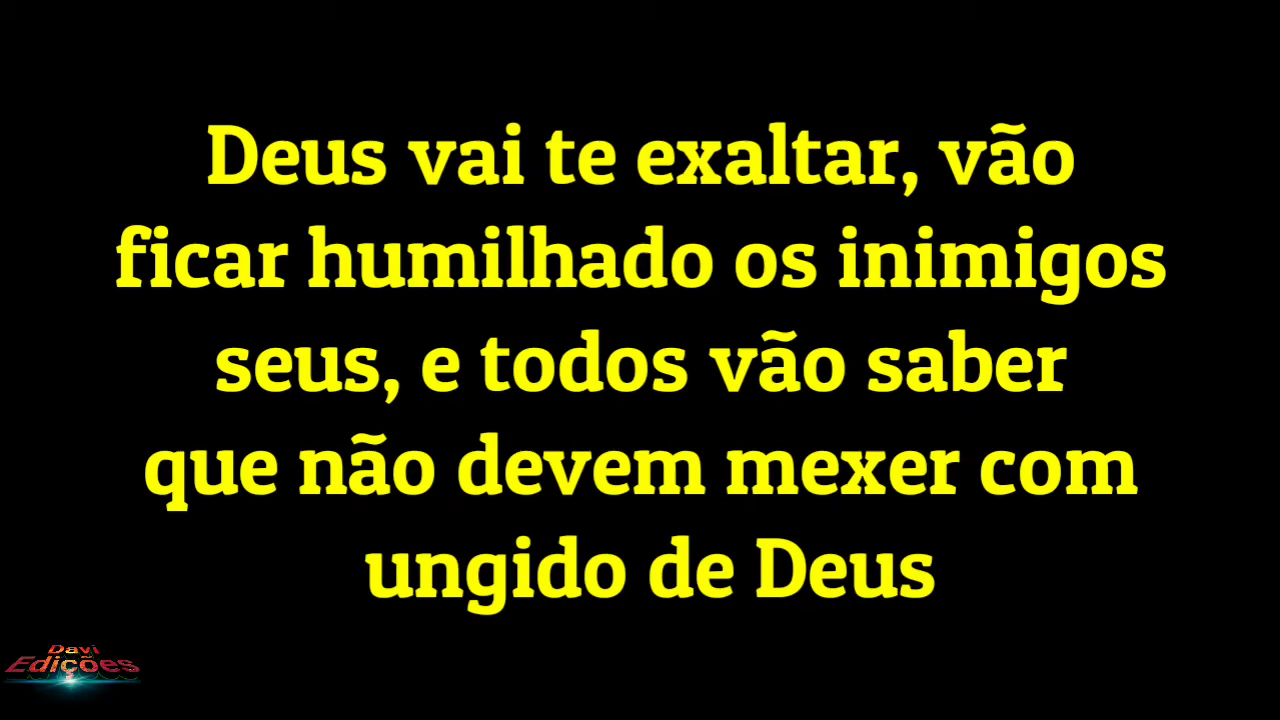 Deus vai te exaltar, vão
ficar humilhado os inimigos
seus, e todos vão saber
que não devem mexer com
ungido de Deus
Davi
Edições